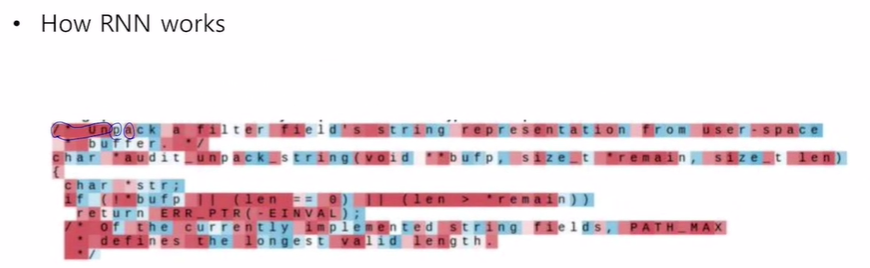 • How RNN works
/* Unpack a filter field's string representation from user-space
 * buffer. */
char *audit_unpack_string(void **bufp, size_t *remain, size_t len)
{
 char *str;
 if (!*bufp || (len == 0) || (len > *remain))
  return ERR_PTR(-EINVAL);
 /* Of the currently implemented string fields, PATH_MAX
  * defines the longest valid length.
  */